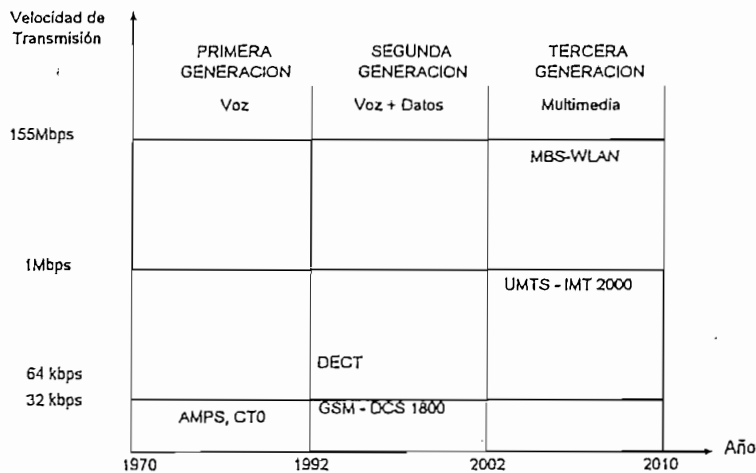 Velocidad de
Transmisión
PRIMERA
GENERACION
SEGUNDA
GENERACION
TERCERA
GENERACION
Voz
Voz + Datos
Multimedia
155Mbps
MBS-WLAN
1Mbps
UMTS - IMT 2000
DECT
64 kbps
32 kbps
AMPS, CT0
GSM - DCS 1800
Año
1970
1992
2002
2010